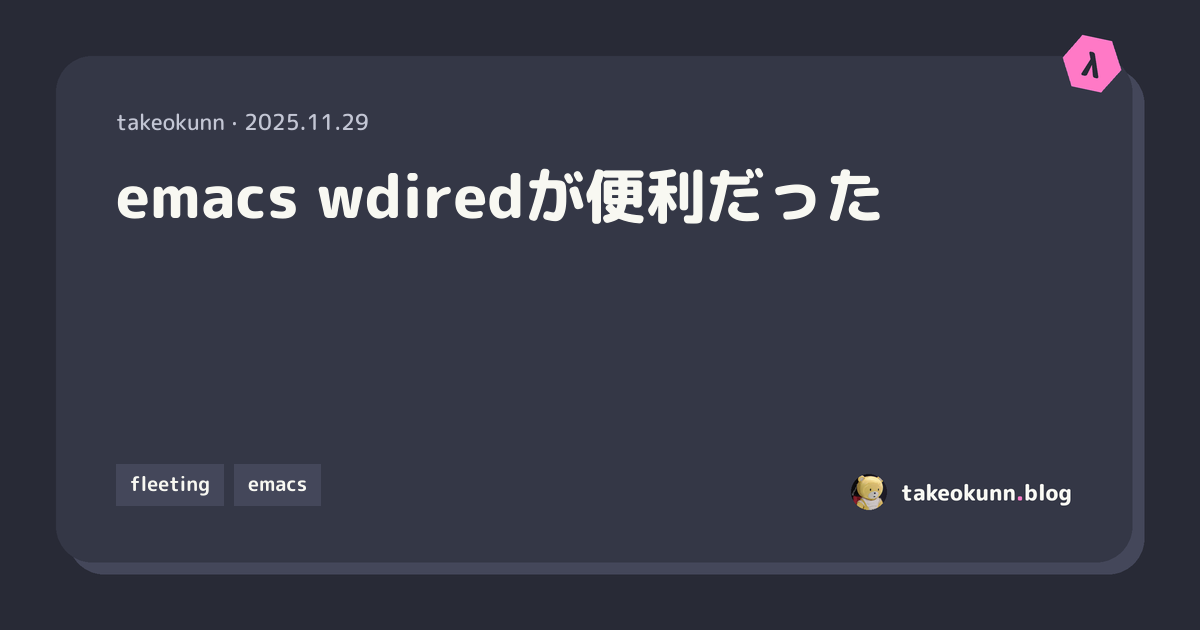 λ
takeokunn · 2025.11.29
emacs wdiredが便利だった
fleeting
emacs
takeokunn.blog